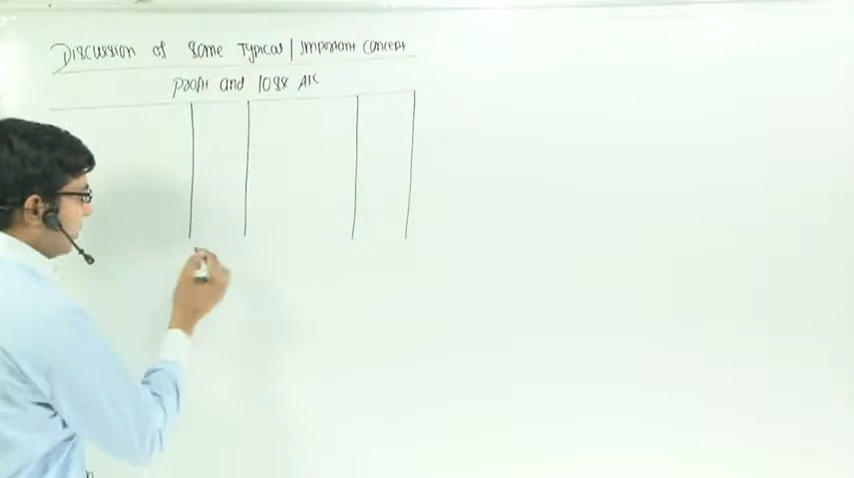 Discussion of some Typical / Important Concept
Profit and loss A/c